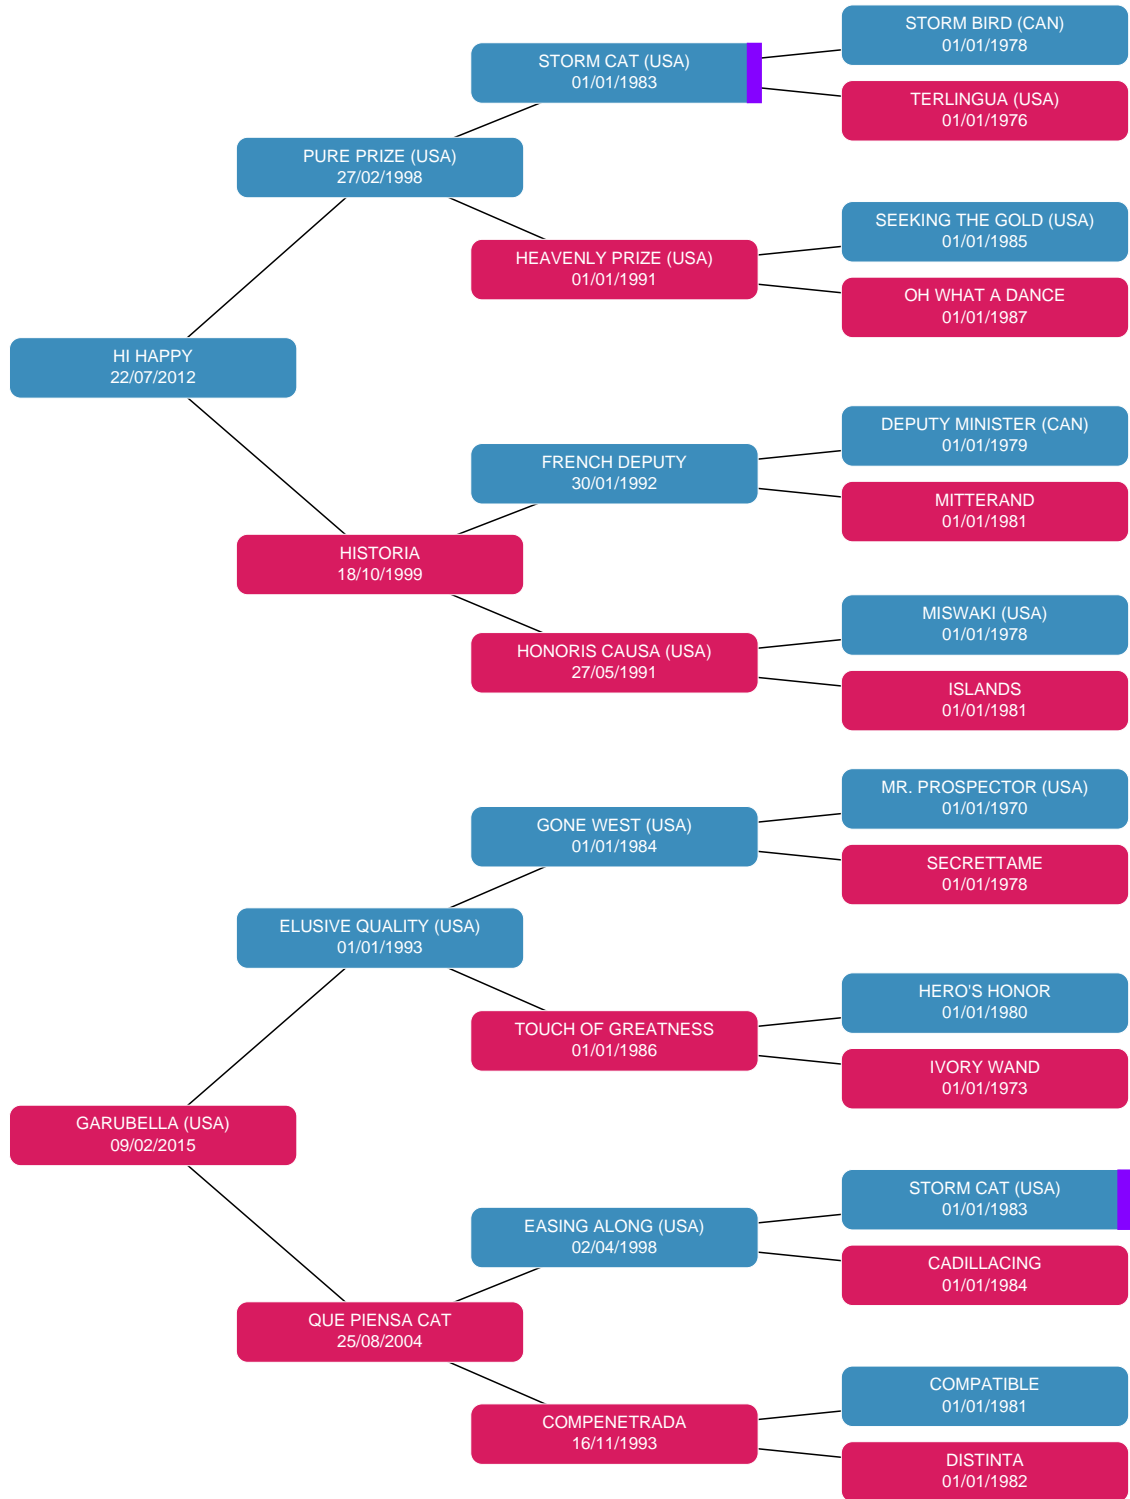 STORM BIRD (CAN)
01/01/1978
STORM CAT (USA)
01/01/1983
TERLINGUA (USA)
01/01/1976
PURE PRIZE (USA)
27/02/1998
SEEKING THE GOLD (USA)
01/01/1985
HEAVENLY PRIZE (USA)
01/01/1991
OH WHAT A DANCE
01/01/1987
HI HAPPY
22/07/2012
DEPUTY MINISTER (CAN)
01/01/1979
FRENCH DEPUTY
30/01/1992
MITTERAND
01/01/1981
HISTORIA
18/10/1999
MISWAKI (USA)
01/01/1978
HONORIS CAUSA (USA)
27/05/1991
ISLANDS
01/01/1981
MR. PROSPECTOR (USA)
01/01/1970
GONE WEST (USA)
01/01/1984
SECRETTAME
01/01/1978
ELUSIVE QUALITY (USA)
01/01/1993
HERO'S HONOR
01/01/1980
TOUCH OF GREATNESS
01/01/1986
IVORY WAND
01/01/1973
GARUBELLA (USA)
09/02/2015
STORM CAT (USA)
01/01/1983
EASING ALONG (USA)
02/04/1998
CADILLACING
01/01/1984
QUE PIENSA CAT
25/08/2004
COMPATIBLE
01/01/1981
COMPENETRADA
16/11/1993
DISTINTA
01/01/1982